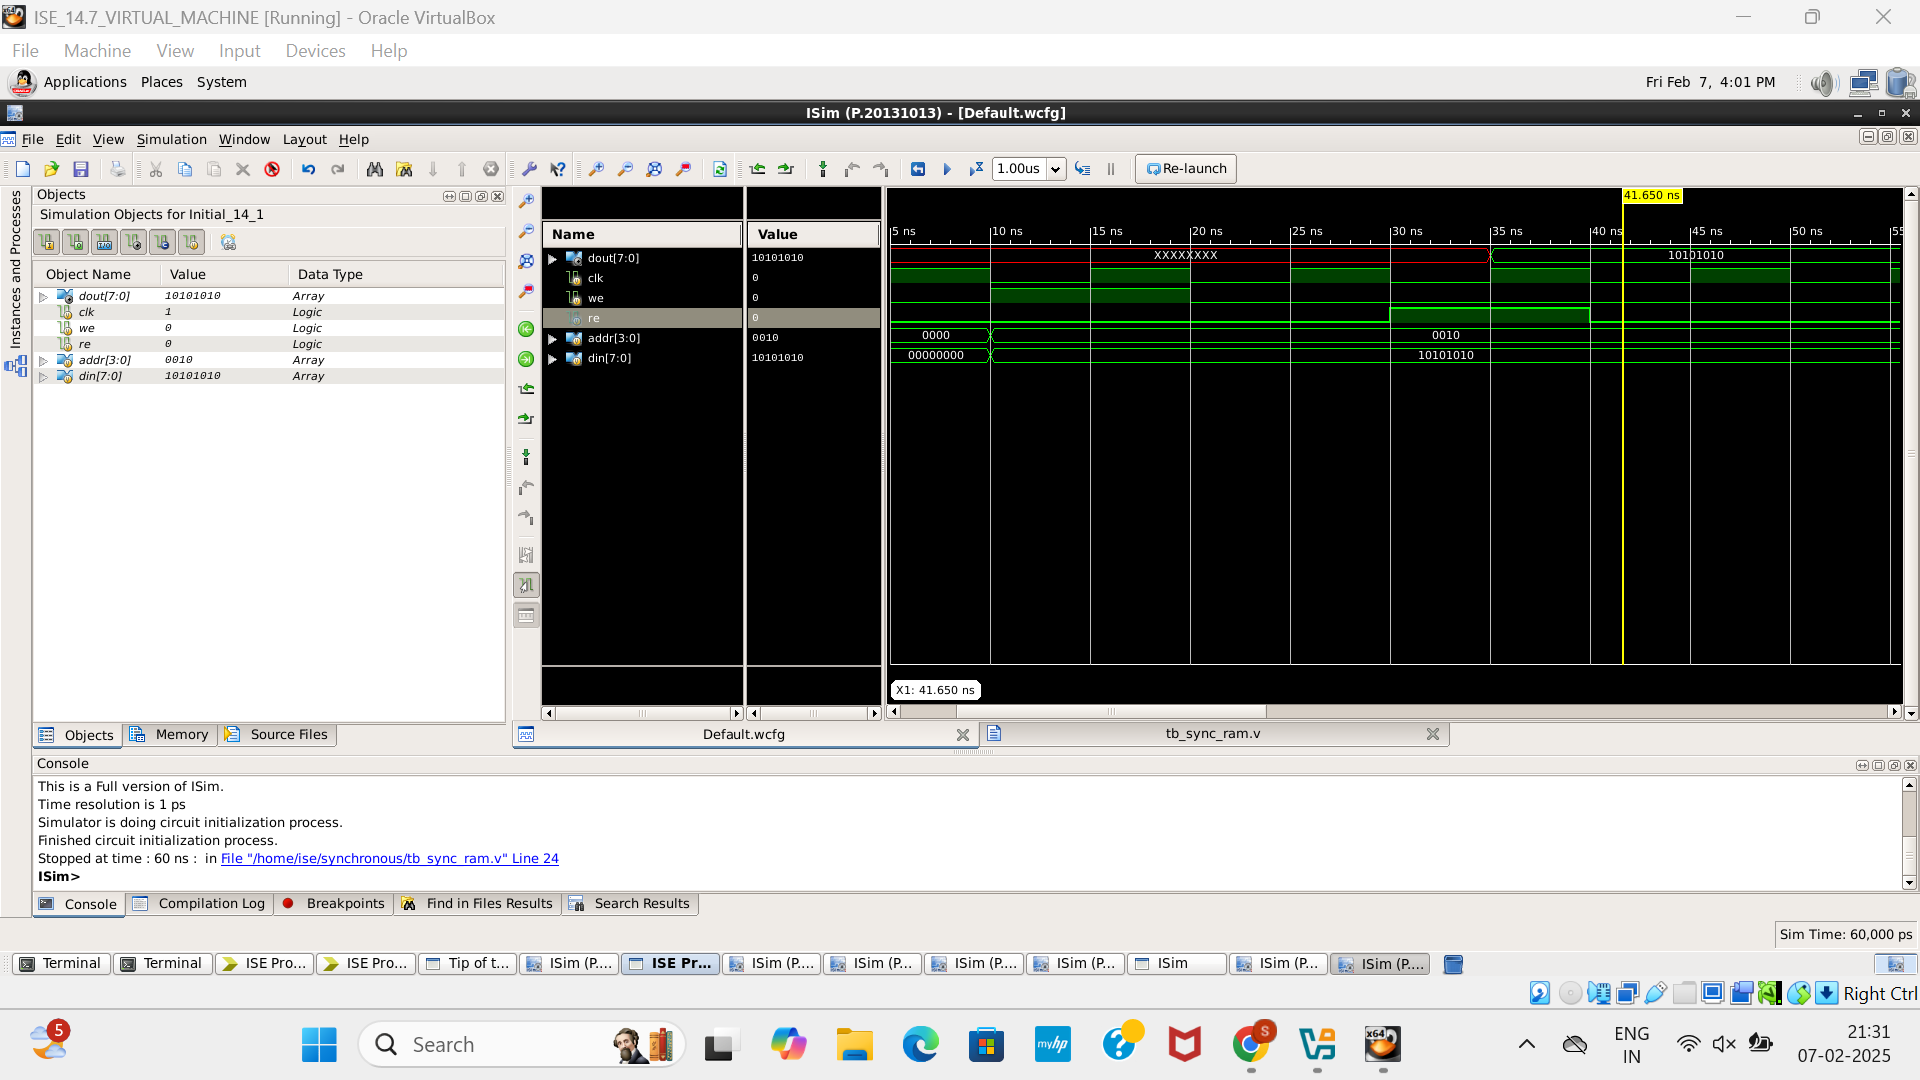 ISE_14.7_VIRTUAL_MACHINE [Running] - Oracle VirtualBox
File Machine View Input Devices Help
Applications Places System
Fri Feb 7, 4:01 PM
ISim (P.20131013) - [Default.wcfg]
File Edit View Simulation Window Layout Help
1.00us
Re-launch
Instances and Processes
Objects
Simulation Objects for Initial_14_1
Object Name Value Data Type
dout[7:0] 10101010 Array
clk 1 Logic
we 0 Logic
re 0 Logic
addr[3:0] 0010 Array
din[7:0] 10101010 Array
Objects Memory Source Files
Name Value
dout[7:0] 10101010
clk 0
we 0
re 0
addr[3:0] 0010
din[7:0] 10101010
41.650 ns
5 ns 10 ns 15 ns 20 ns 25 ns 30 ns 35 ns 40 ns 45 ns 50 ns 55
XXXXXXXX 10101010
0000 0010
00000000 10101010
X1: 41.650 ns
Default.wcfg
tb_sync_ram.v
Console
This is a Full version of ISim.
Time resolution is 1 ps
Simulator is doing circuit initialization process.
Finished circuit initialization process.
Stopped at time : 60 ns : in File "/home/ise/synchronous/tb_sync_ram.v" Line 24
ISim>
Console Compilation Log Breakpoints Find in Files Results Search Results
Sim Time: 60,000 ps
Terminal Terminal ISE Pro... ISE Pro... Tip of t... ISim (P.... ISE Pr... ISim (P.... ISim (P... ISim (P.... ISim (P... ISim ISim (P... ISim (P....
Right Ctrl
5
Search
myhp
S
x64
ENG
IN
21:31
07-02-2025